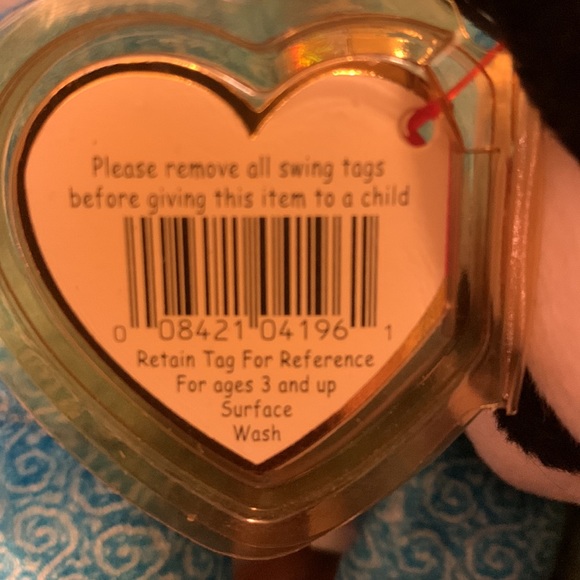 Please remove all swing tags
before giving this item to a child
0 08421 04196 1
Retain Tag For Reference
For ages 3 and up
Surface
Wash